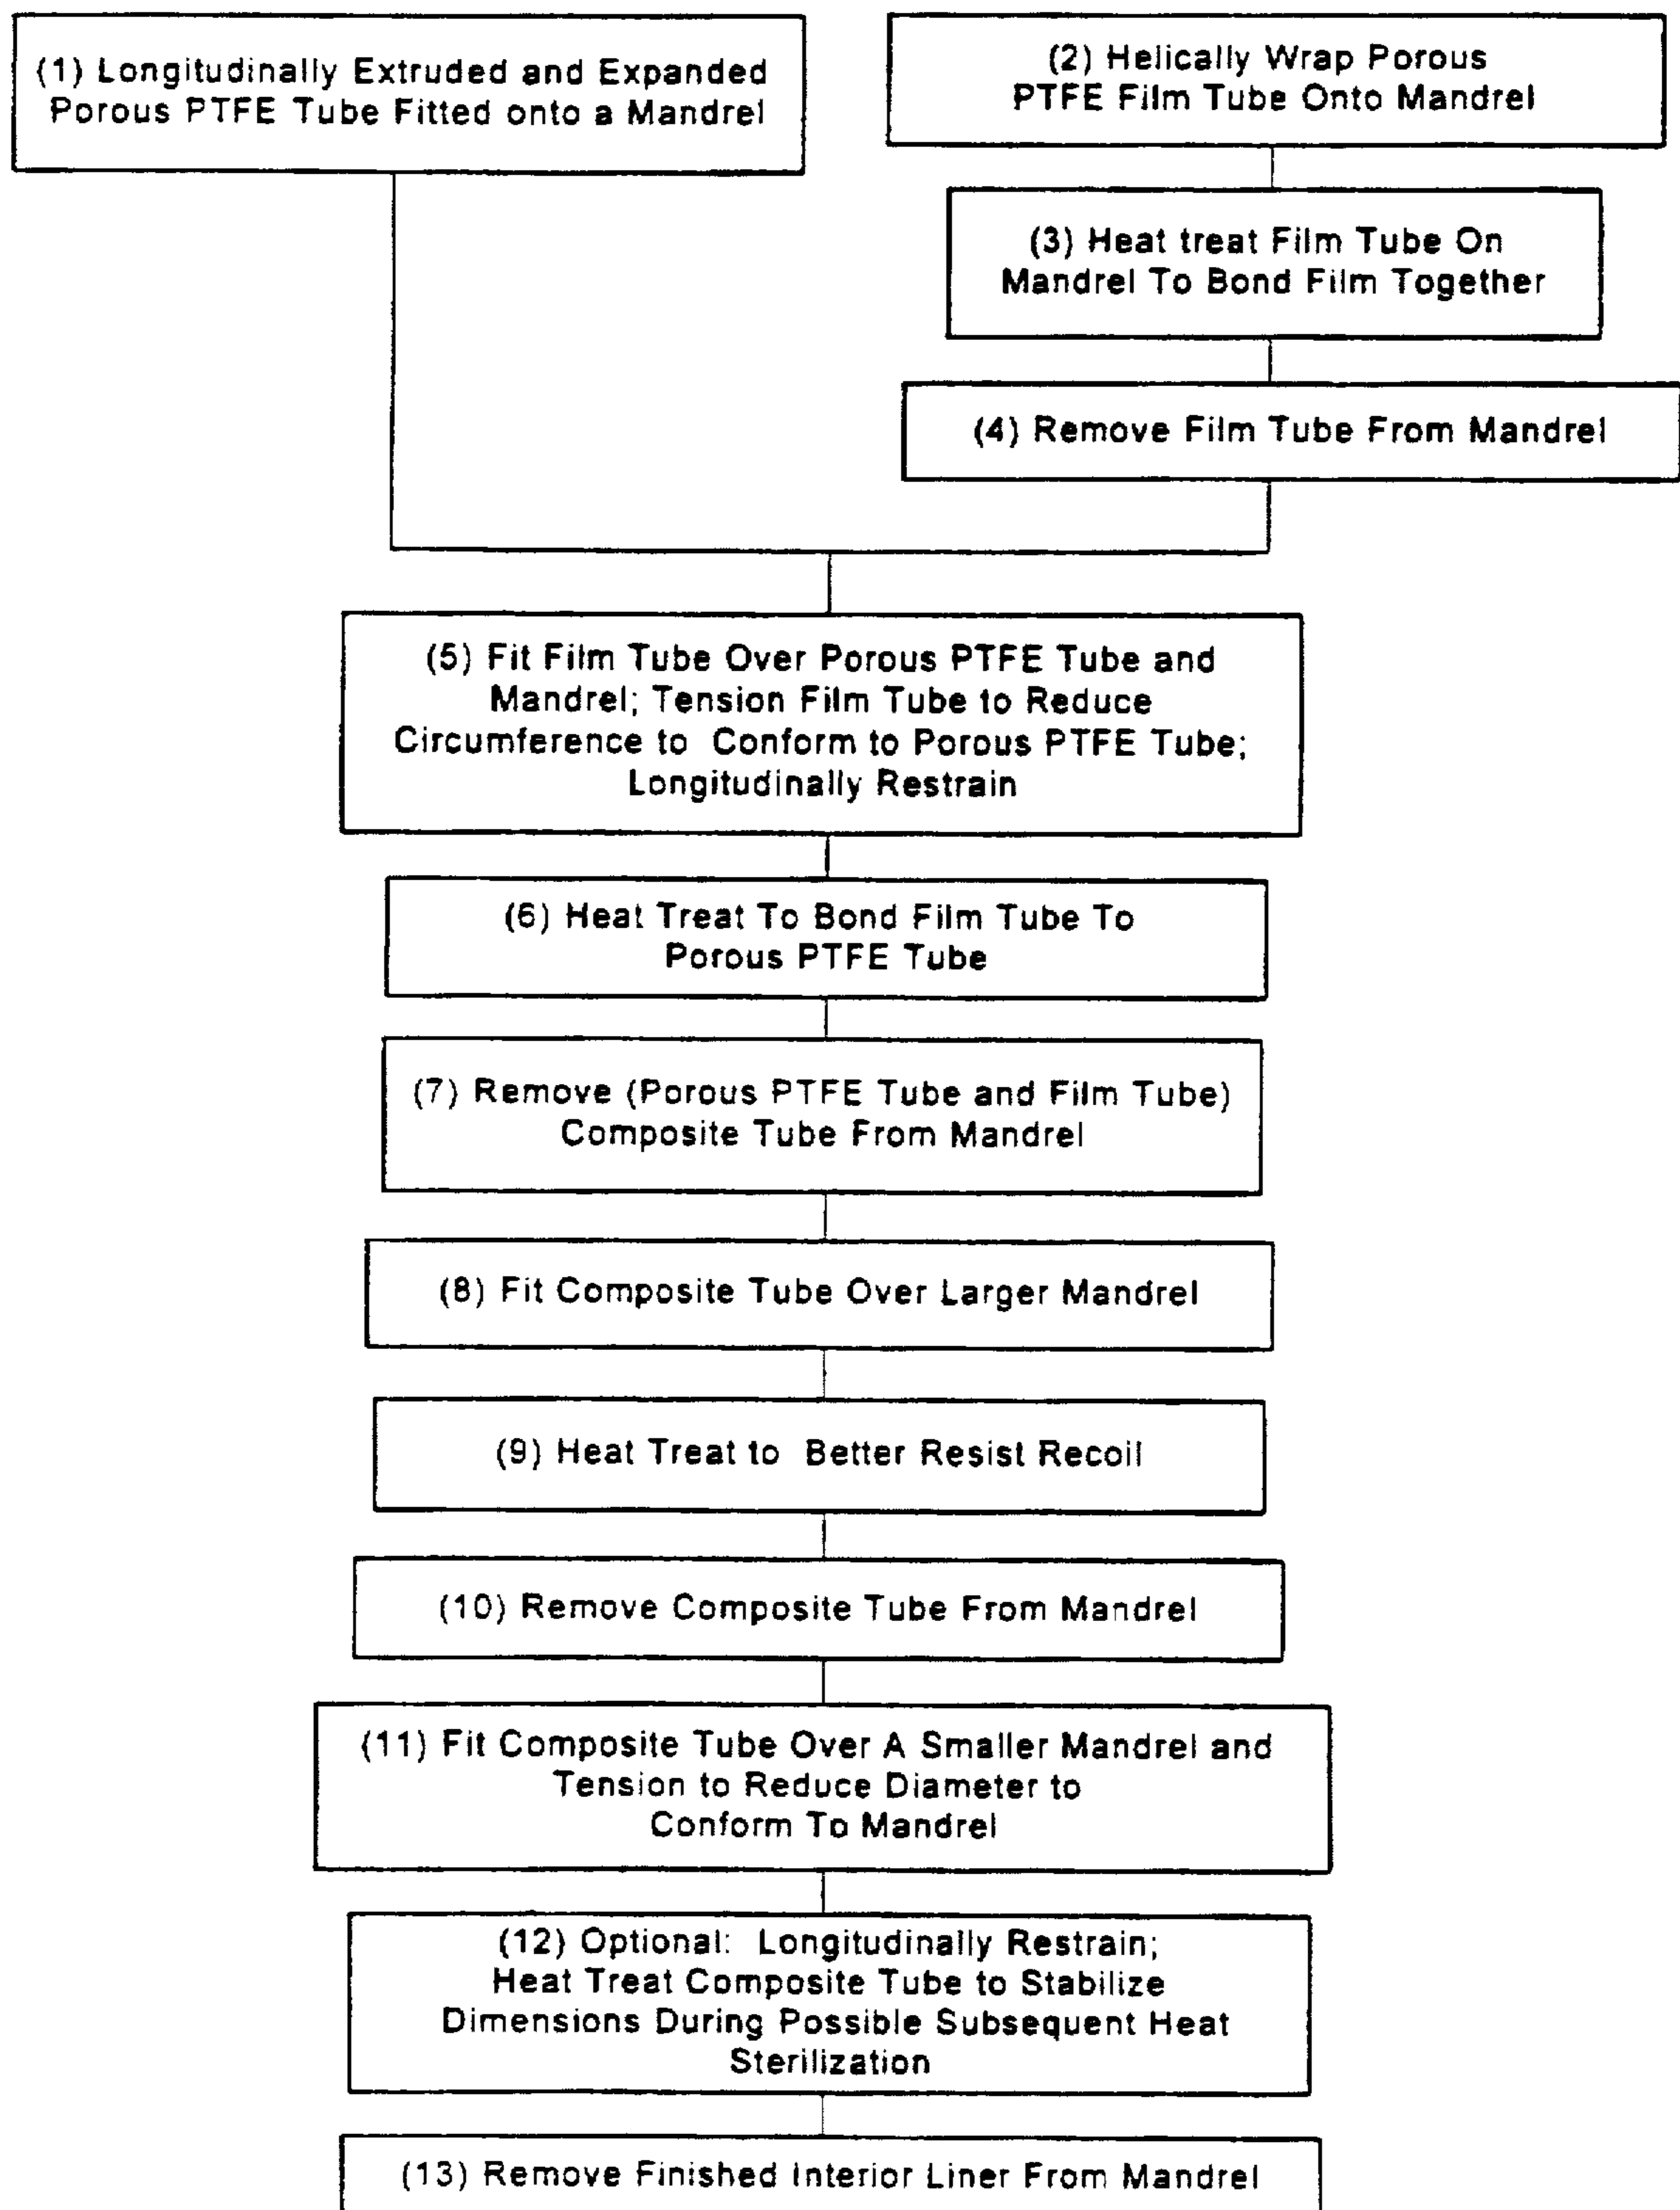 (1) Longitudinally Extruded and Expanded
Porous PTFE Tube Fitted onto a Mandrel
(2) Helically Wrap Porous
PTFE Film Tube Onto Mandrel
(3) Heat treat Film Tube On
Mandrel To Bond Film Together
(4) Remove Film Tube From Mandrel
(5) Fit Film Tube Over Porous PTFE Tube and
Mandrel; Tension Film Tube to Reduce
Circumference to Conform to Porous PTFE Tube;
Longitudinally Restrain
(6) Heat Treat To Bond Film Tube To
Porous PTFE Tube
(7) Remove (Porous PTFE Tube and Film Tube)
Composite Tube From Mandrel
(8) Fit Composite Tube Over Larger Mandrel
(9) Heat Treat to Better Resist Recoil
(10) Remove Composite Tube From Mandrel
(11) Fit Composite Tube Over A Smaller Mandrel and
Tension to Reduce Diameter to
Conform To Mandrel
(12) Optional: Longitudinally Restrain;
Heat Treat Composite Tube to Stabilize
Dimensions During Possible Subsequent Heat
Sterilization
(13) Remove Finished Interior Liner From Mandrel